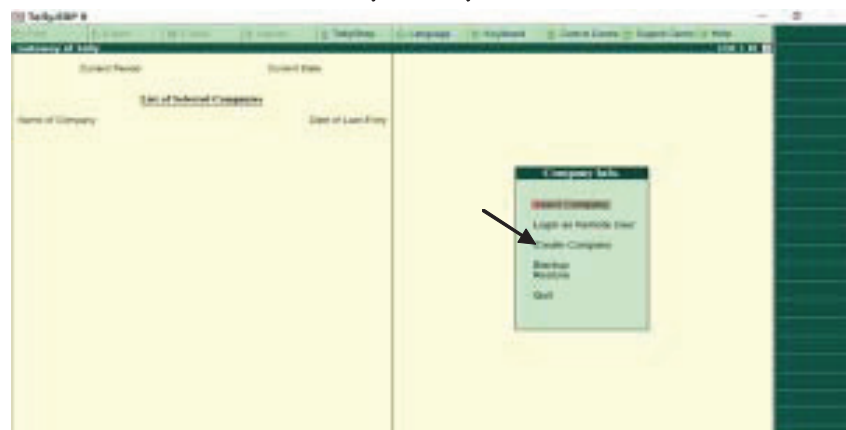 Tally.ERP 9
TallyShop Language Keyboard Control Centre Support Centre Help
Gateway of Tally
Current Period Current Date
List of Selected Companies
Name of Company Date of Last Entry
Company Info.
Select Company
Login as Remote User
Create Company
Backup
Restore
Quit